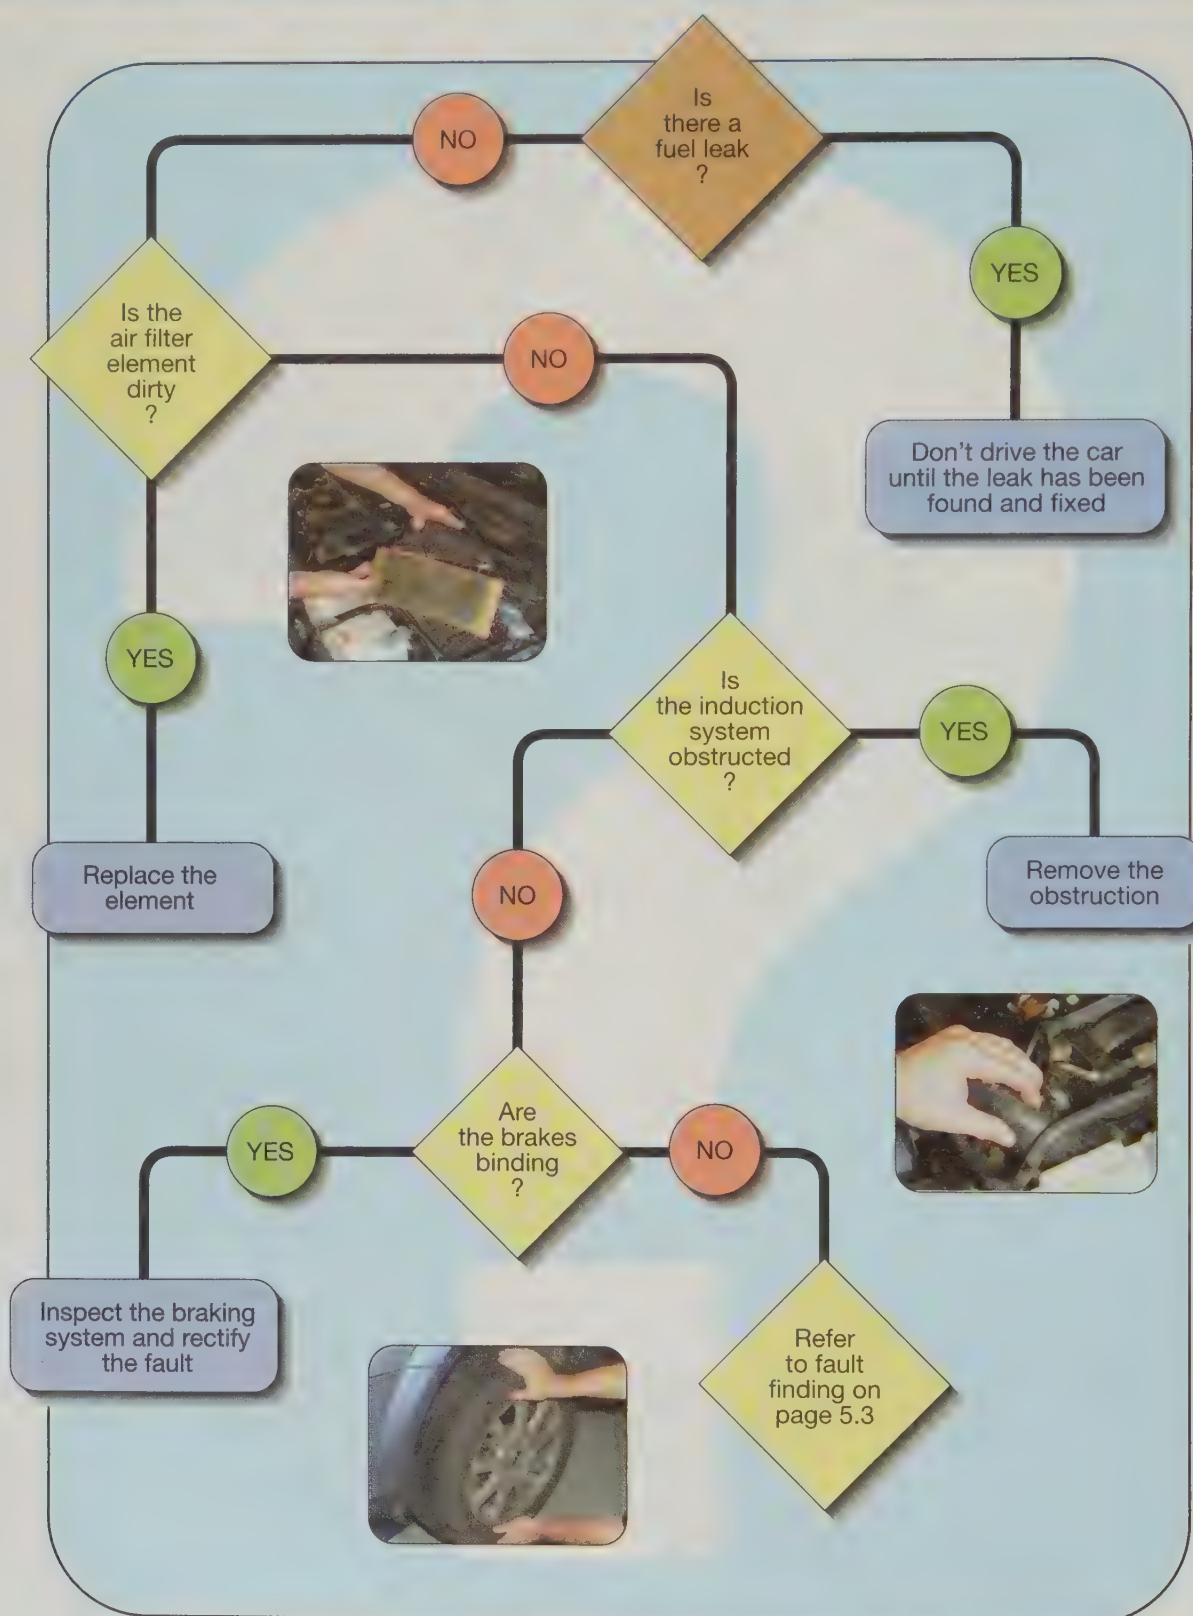 Is
there a
fuel leak
?
NO
YES
Don't drive the car
until the leak has been
found and fixed
Is the
air filter
element
dirty
?
NO
YES
Replace the
element
Is
the induction
system
obstructed
?
YES
Remove the
obstruction
NO
Are
the brakes
binding
?
YES
Inspect the braking
system and rectify
the fault
NO
Refer
to fault
finding on
page 5.3